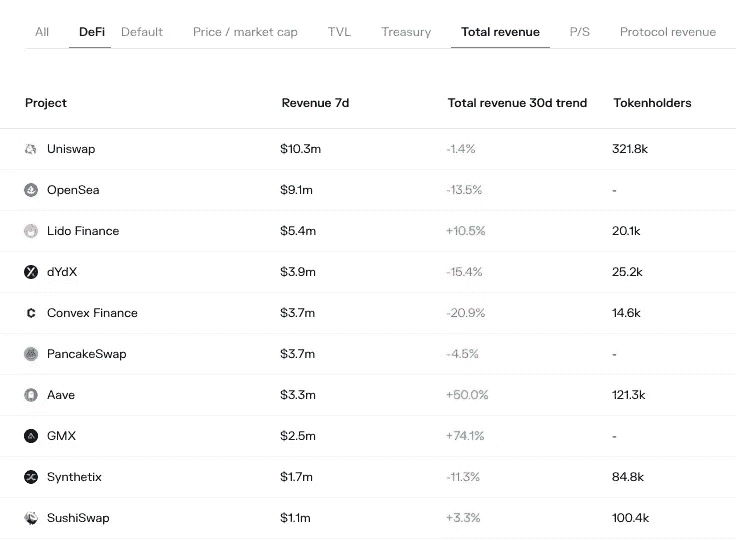 All DeFi Default Price / market cap TVL Treasury Total revenue P/S Protocol revenue
Project Revenue 7d Total revenue 30d trend Tokenholders
Uniswap $10.3m -1.4% 321.8k
OpenSea $9.1m -13.5% -
Lido Finance $5.4m +10.5% 20.1k
dYdX $3.9m -15.4% 25.2k
Convex Finance $3.7m -20.9% 14.6k
PancakeSwap $3.7m -4.5% -
Aave $3.3m +50.0% 121.3k
GMX $2.5m +74.1% -
Synthetix $1.7m -11.3% 84.8k
SushiSwap $1.1m +3.3% 100.4k